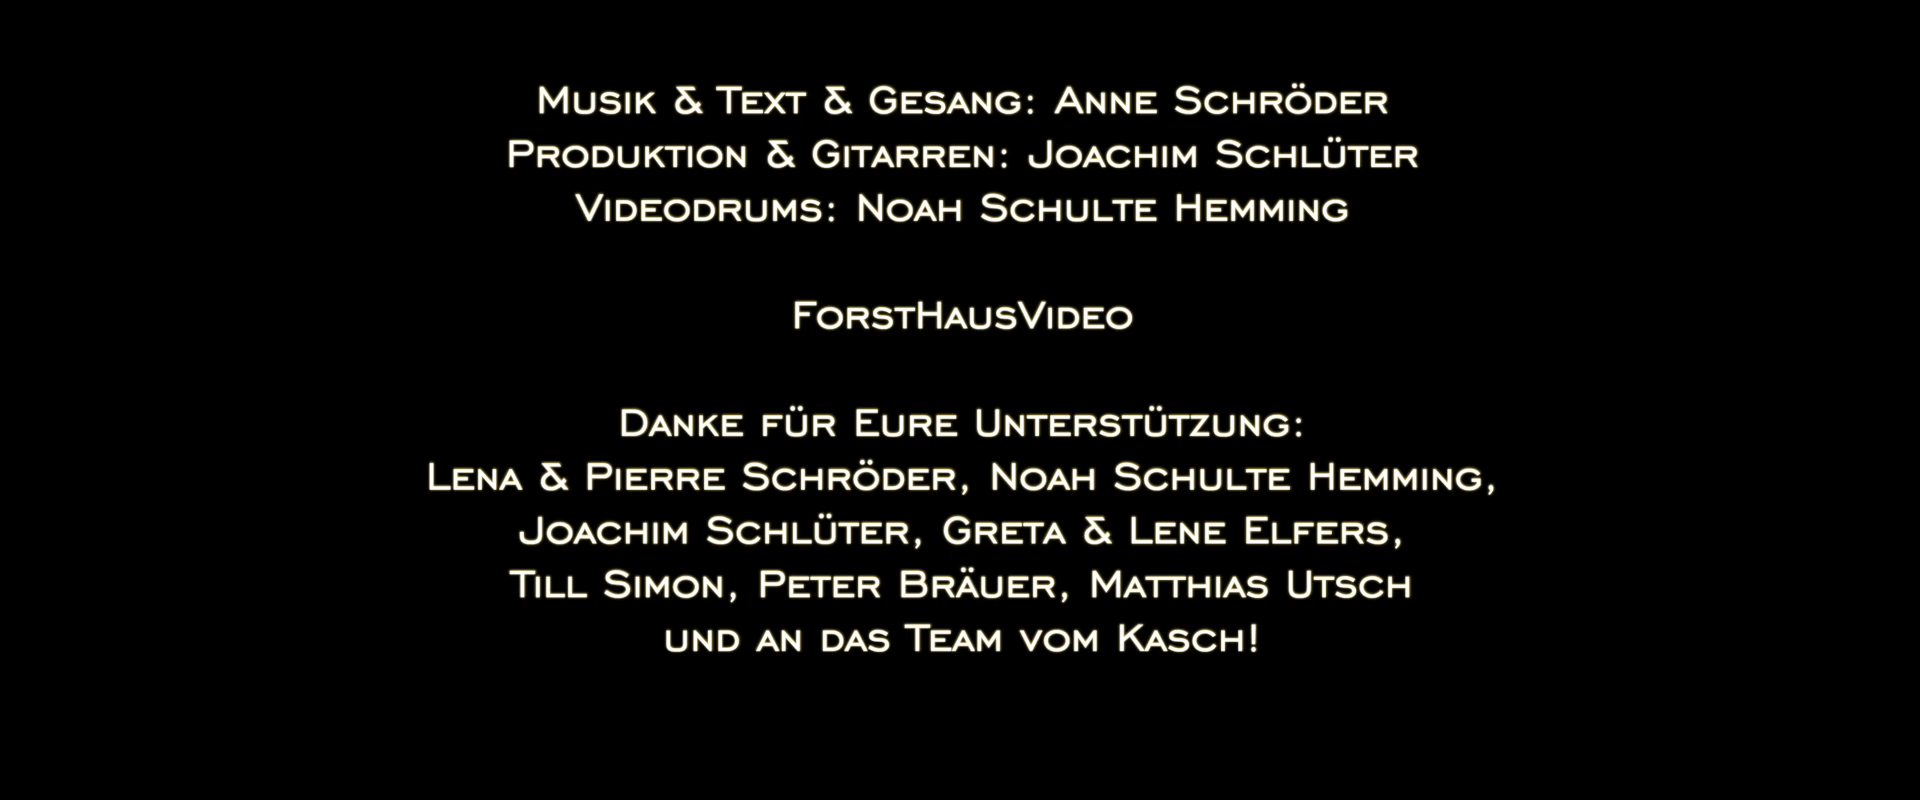 Musik & Text & Gesang: Anne Schröder
Produktion & Gitarren: Joachim Schlüter
Videodrums: Noah Schulte Hemming
ForstHausVideo
Danke für Eure Unterstützung:
Lena & Pierre Schröder, Noah Schulte Hemming,
Joachim Schlüter, Greta & Lene Elfers,
Till Simon, Peter Bräuer, Matthias Utsch
und an das Team vom Kasch!